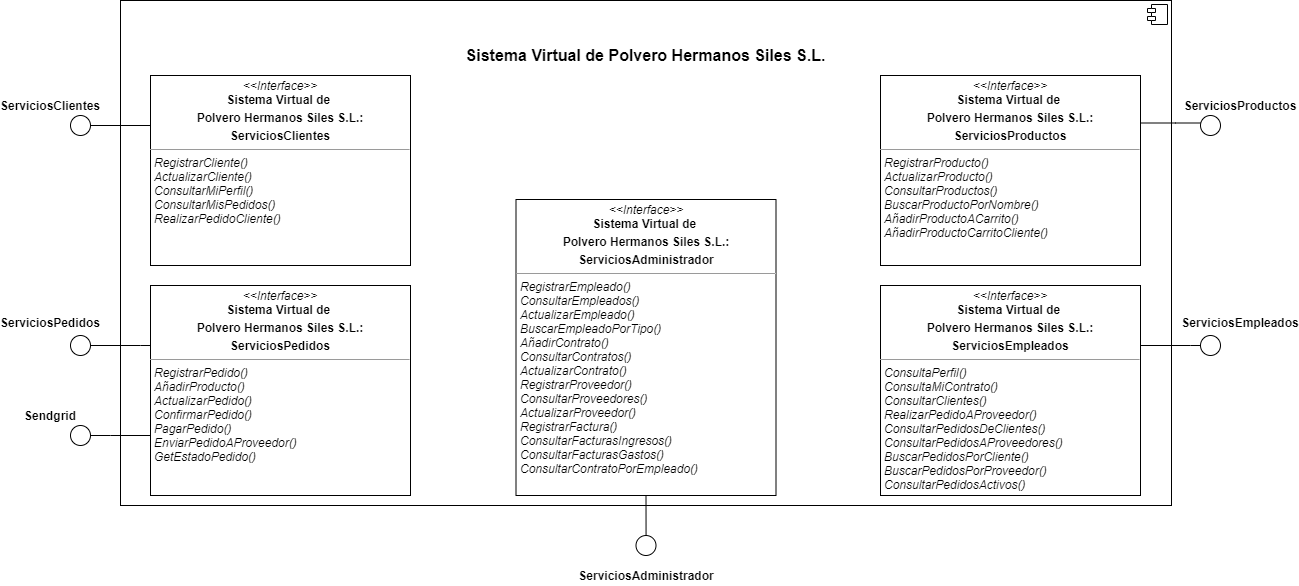 Sistema Virtual de Polvero Hermanos Siles S.L.
ServiciosClientes
<<Interface>>
Sistema Virtual de
Polvero Hermanos Siles S.L.:
ServiciosClientes
RegistrarCliente()
ActualizarCliente()
ConsultarMiPerfil()
ConsultarMisPedidos()
RealizarPedidoCliente()
ServiciosPedidos
Sendgrid
<<Interface>>
Sistema Virtual de
Polvero Hermanos Siles S.L.:
ServiciosPedidos
RegistrarPedido()
AñadirProducto()
ActualizarPedido()
ConfirmarPedido()
PagarPedido()
EnviarPedidoAProveedor()
GetEstadoPedido()
<<Interface>>
Sistema Virtual de
Polvero Hermanos Siles S.L.:
ServiciosAdministrador
RegistrarEmpleado()
ConsultarEmpleados()
ActualizarEmpleado()
BuscarEmpleadoPorTipo()
AñadirContrato()
ConsultarContratos()
ActualizarContrato()
RegistrarProveedor()
ConsultarProveedores()
ActualizarProveedor()
RegistrarFactura()
ConsultarFacturasIngresos()
ConsultarFacturasGastos()
ConsultarContratoPorEmpleado()
ServiciosAdministrador
<<Interface>>
Sistema Virtual de
Polvero Hermanos Siles S.L.:
ServiciosProductos
RegistrarProducto()
ActualizarProducto()
ConsultarProductos()
BuscarProductoPorNombre()
AñadirProductoACarrito()
AñadirProductoCarritoCliente()
ServiciosProductos
<<Interface>>
Sistema Virtual de
Polvero Hermanos Siles S.L.:
ServiciosEmpleados
ConsultaPerfil()
ConsultaMiContrato()
ConsultarClientes()
RealizarPedidoAProveedor()
ConsultarPedidosDeClientes()
ConsultarPedidosAProveedores()
BuscarPedidosPorCliente()
BuscarPedidosPorProveedor()
ConsultarPedidosActivos()
ServiciosEmpleados